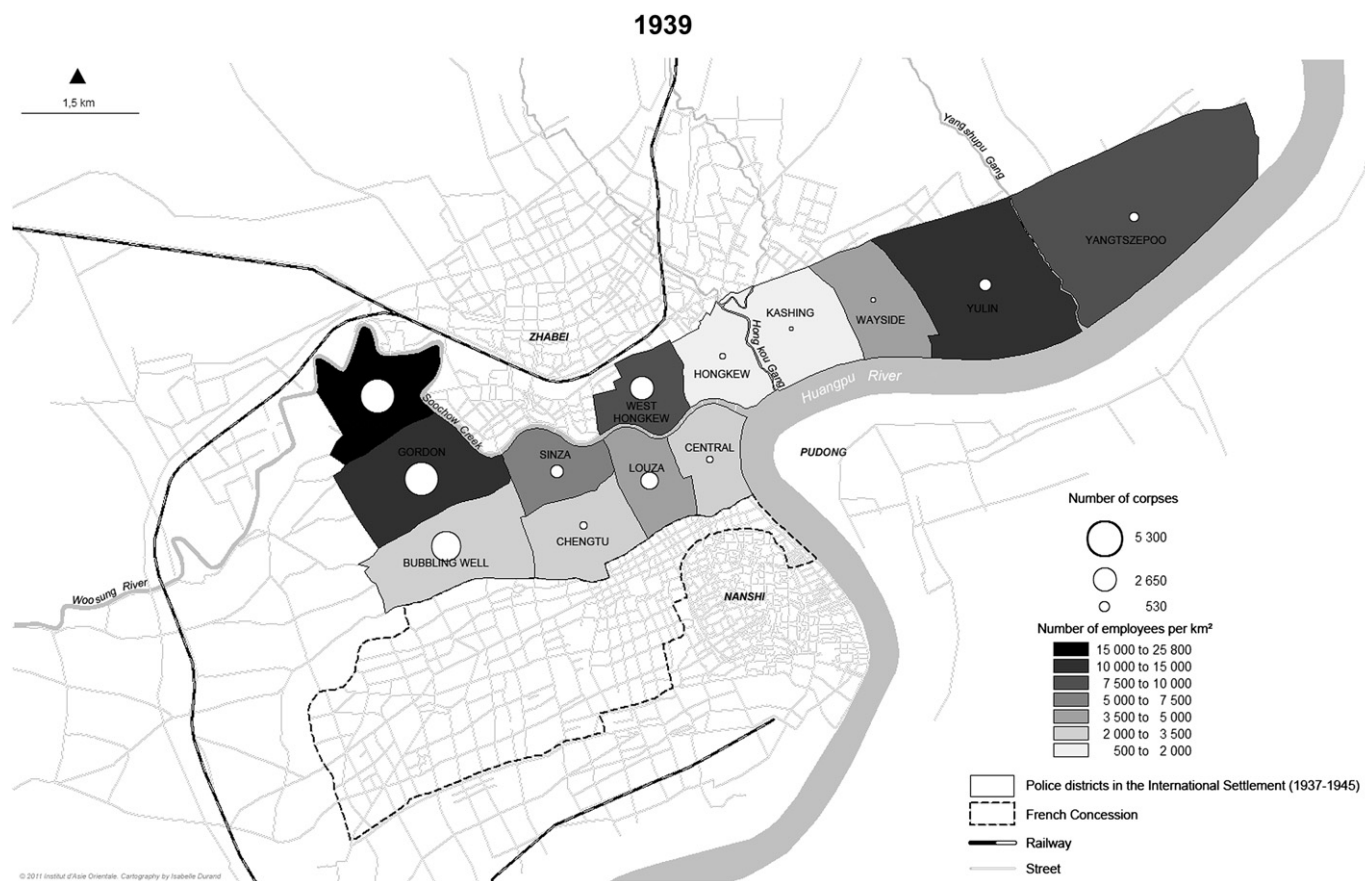 1939
1,5 km
Yangshupu Gang
YANGTSZEPOO
YULIN
WAYSIDE
KASHING
HONGKEW
Hong kou Gang
Huangpu River
ZHABEI
WEST
HONGKEW
Soochow Creek
GORDON
SINZA
LOUZA
CENTRAL
PUDONG
CHENGTU
BUBBLING WELL
Woosung River
NANSHI
Number of corpses
5 300
2 650
530
Number of employees per km²
15 000 to 25 800
10 000 to 15 000
7 500 to 10 000
5 000 to 7 500
3 500 to 5 000
2 000 to 3 500
500 to 2 000
Police districts in the International Settlement (1937-1945)
French Concession
Railway
Street
© 2011 Institut d'Asie Orientale. Cartography by Isabelle Durand